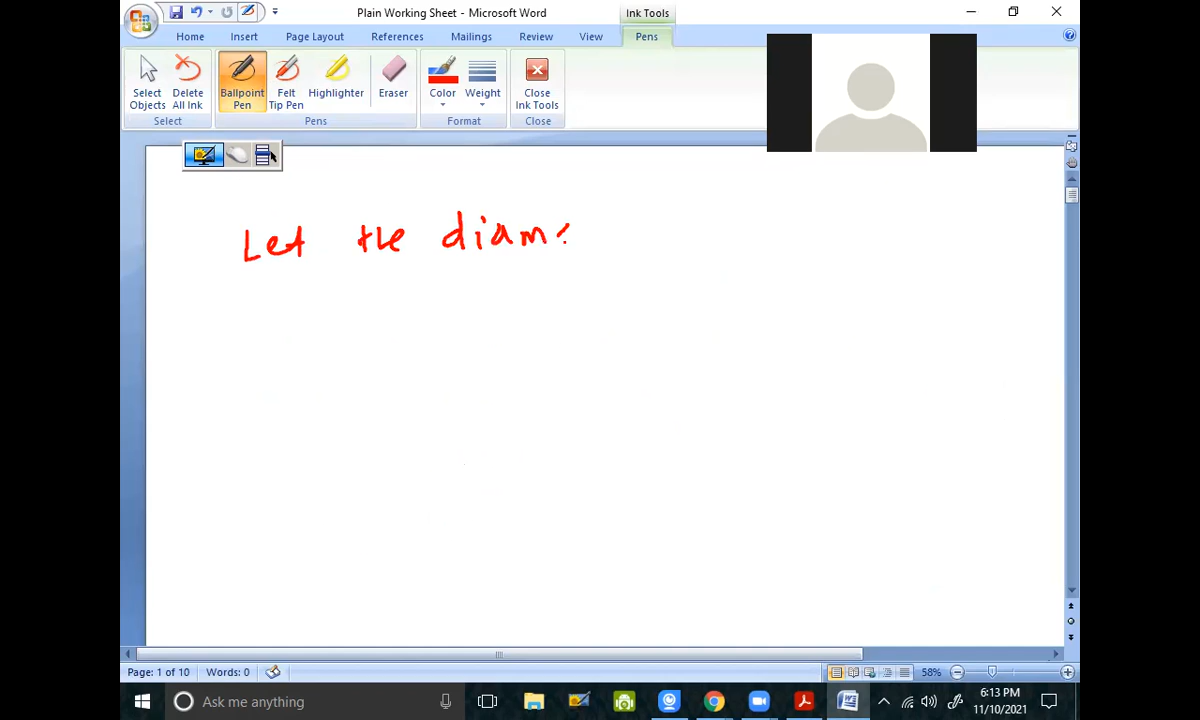 Plain Working Sheet - Microsoft Word
Ink Tools
Home Insert Page Layout References Mailings Review View Pens
Select Objects
Delete All Ink
Ballpoint Pen
Felt Tip Pen
Highlighter
Eraser
Color
Weight
Close Ink Tools
Select
Pens
Format
Close
Let the diam
Page: 1 of 10 Words: 0 58%
Ask me anything
6:13 PM
11/10/2021